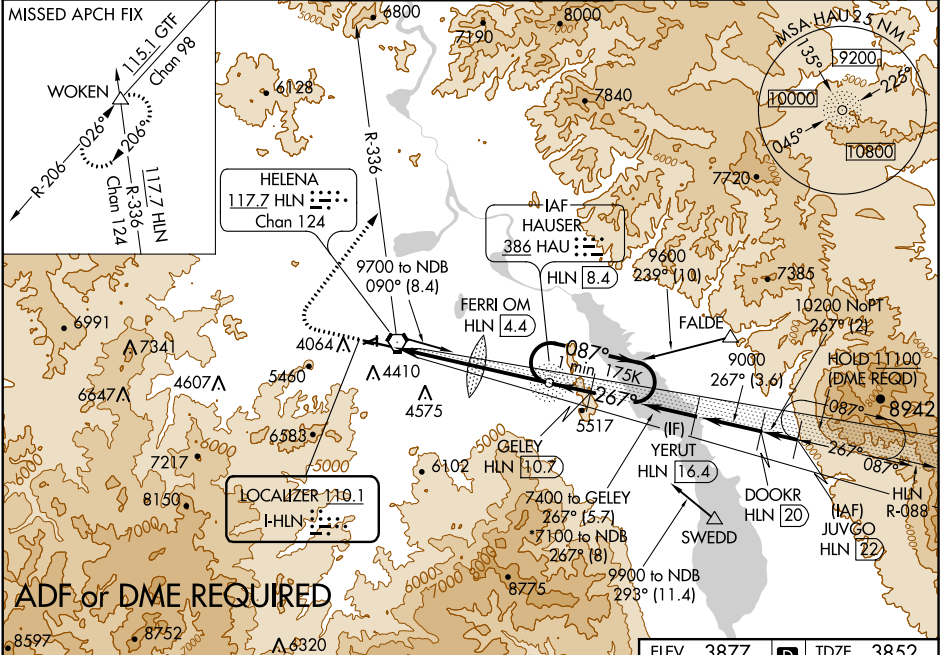 MISSED APCH FIX
115.1 GTF
Chan 98
WOKEN
026°
206°
R-206
117.7 HLN
R-336
Chan 124
6800
7190
8000
6128
7840
R-336
MSA HAU 25 NM
135°
9200
225°
10000
045°
10800
5000
HELENA
117.7 HLN
Chan 124
IAF
HAUSER
386 HAU
HLN 8.4
7720
9600
239° (10)
7385
9700 to NDB
090° (8.4)
FERRI OM
HLN 4.4
FALDE
10200 NoPT
267° (2)
6991
7341
4064
4410
087°
1 min
175K
267°
9000
267° (3.6)
HOLD 11100
(DME REQD)
5460
4607
6647
4575
5517
087°
8942
267°
087°
6583
7217
6102
GELEY
HLN 10.7
(IF)
YERUT
HLN 16.4
5000
8150
LOCALIZER 110.1
I-HLN
7400 to GELEY
267° (5.7)
*7100 to NDB
267° (8)
DOOKR
HLN 20
(IAF)
JUVGO
HLN 22
HLN
R-088
SWEDD
9900 to NDB
293° (11.4)
8775
ADF or DME REQUIRED
8597
8752
6320
ELEV 3877
D
TDZE 3852